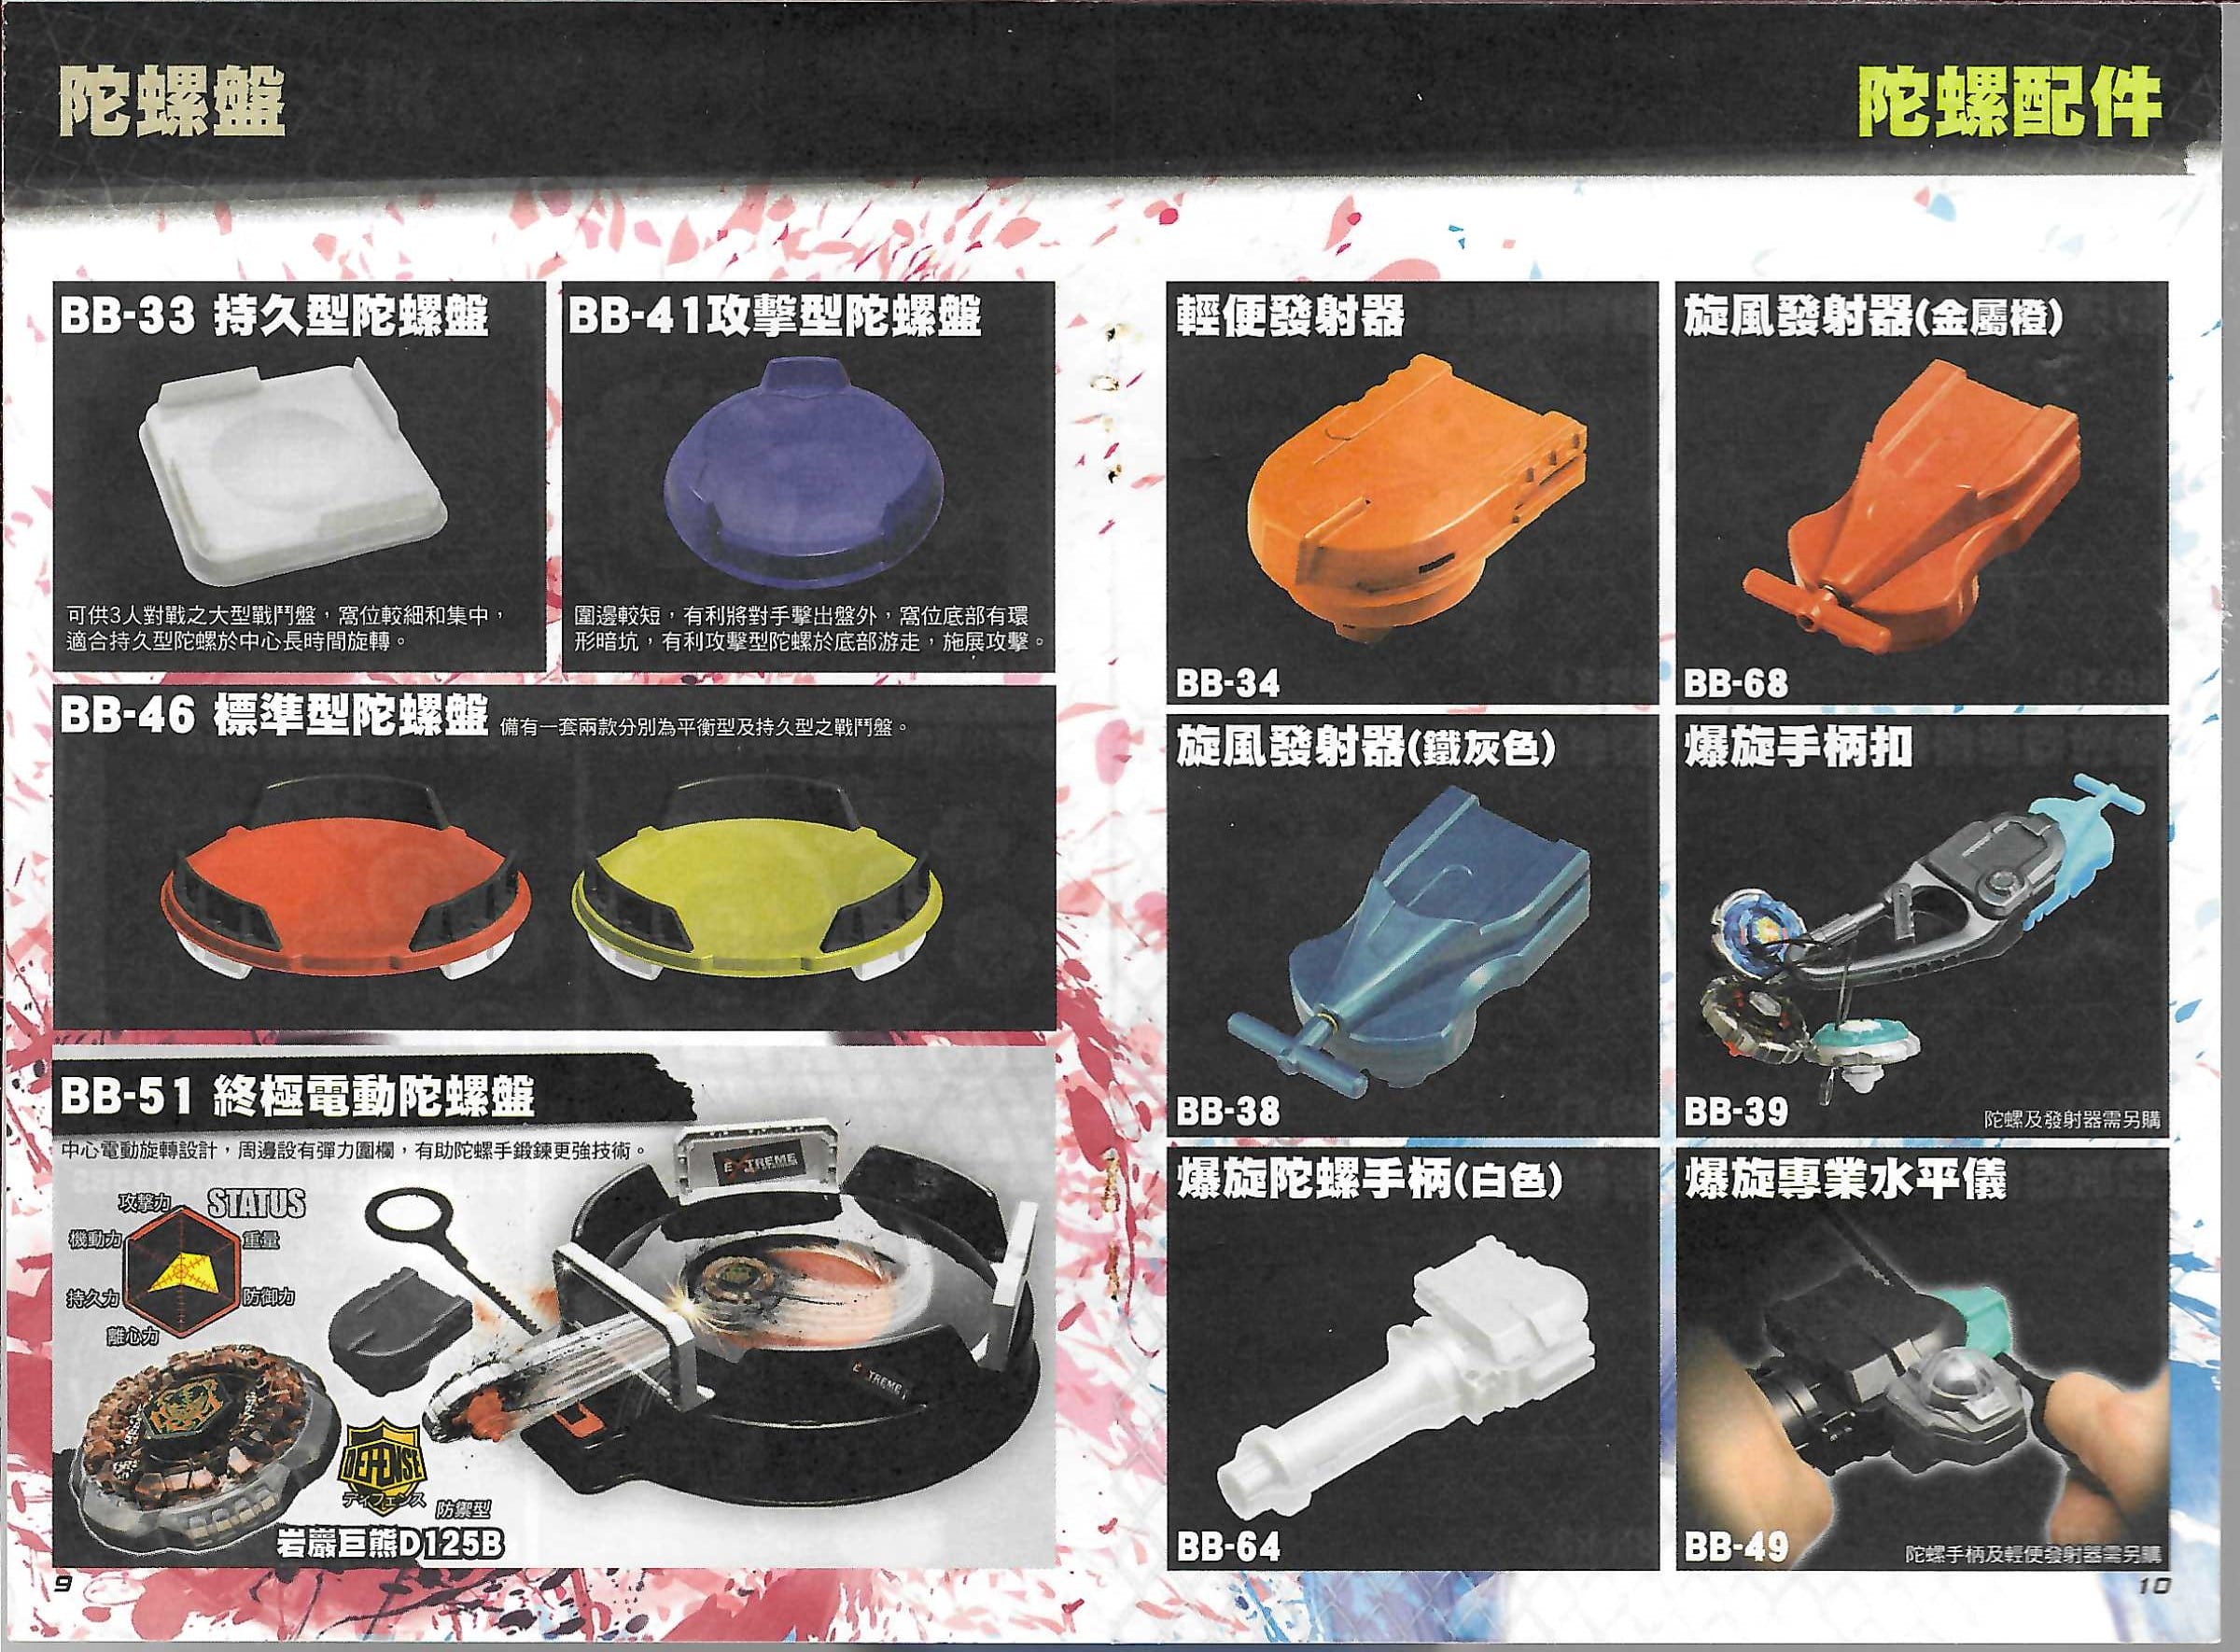 陀螺盤
陀螺配件
BB-33 持久型陀螺盤
可供3人對戰之大型戰鬥盤，窩位較細和集中，
適合持久型陀螺於中心長時間旋轉。
BB-41攻擊型陀螺盤
圍邊較短，有利將對手擊出盤外，窩位底部有環
形暗坑，有利攻擊型陀螺於底部游走，施展攻擊。
BB-46 標準型陀螺盤 備有一套兩款分別為平衡型及持久型之戰鬥盤。
BB-51 終極電動陀螺盤
中心電動旋轉設計，周邊設有彈力圍欄，有助陀螺手鍛鍊更強技術。
STATUS
攻擊力
機動力
重量
持久力
防御力
離心力
EXTREME
EXTREME
DEFENSE
ディフェンス
防禦型
岩巖巨熊D125B
9
輕便發射器
BB-34
旋風發射器(金屬橙)
BB-68
旋風發射器(鐵灰色)
BB-38
爆旋手柄扣
BB-39
陀螺及發射器需另購
爆旋陀螺手柄(白色)
BB-64
爆旋專業水平儀
BB-49
陀螺手柄及輕便發射器需另購
10